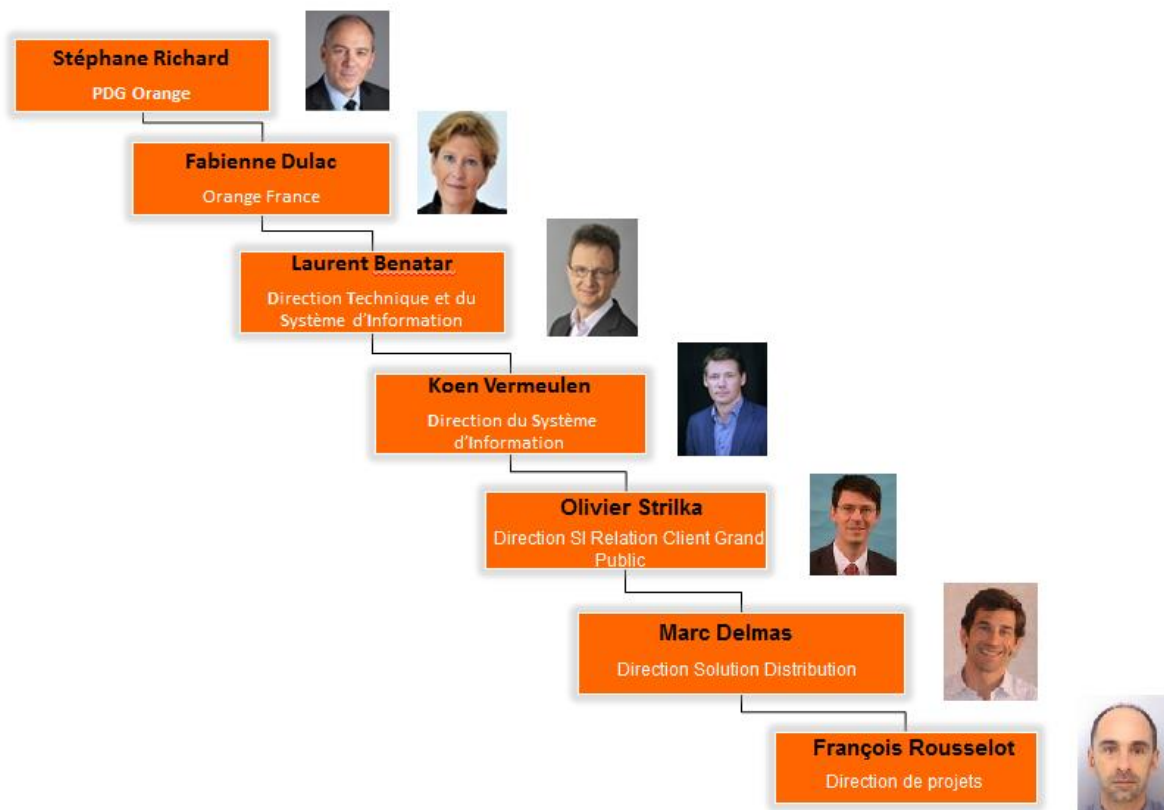 Stéphane Richard
PDG Orange
Fabienne Dulac
Orange France
Laurent Benatar
Direction Technique et du
Système d'Information
Koen Vermeulen
Direction du Système
d'Information
Olivier Strilka
Direction SI Relation Client Grand
Public
Marc Delmas
Direction Solution Distribution
François Rousselot
Direction de projets